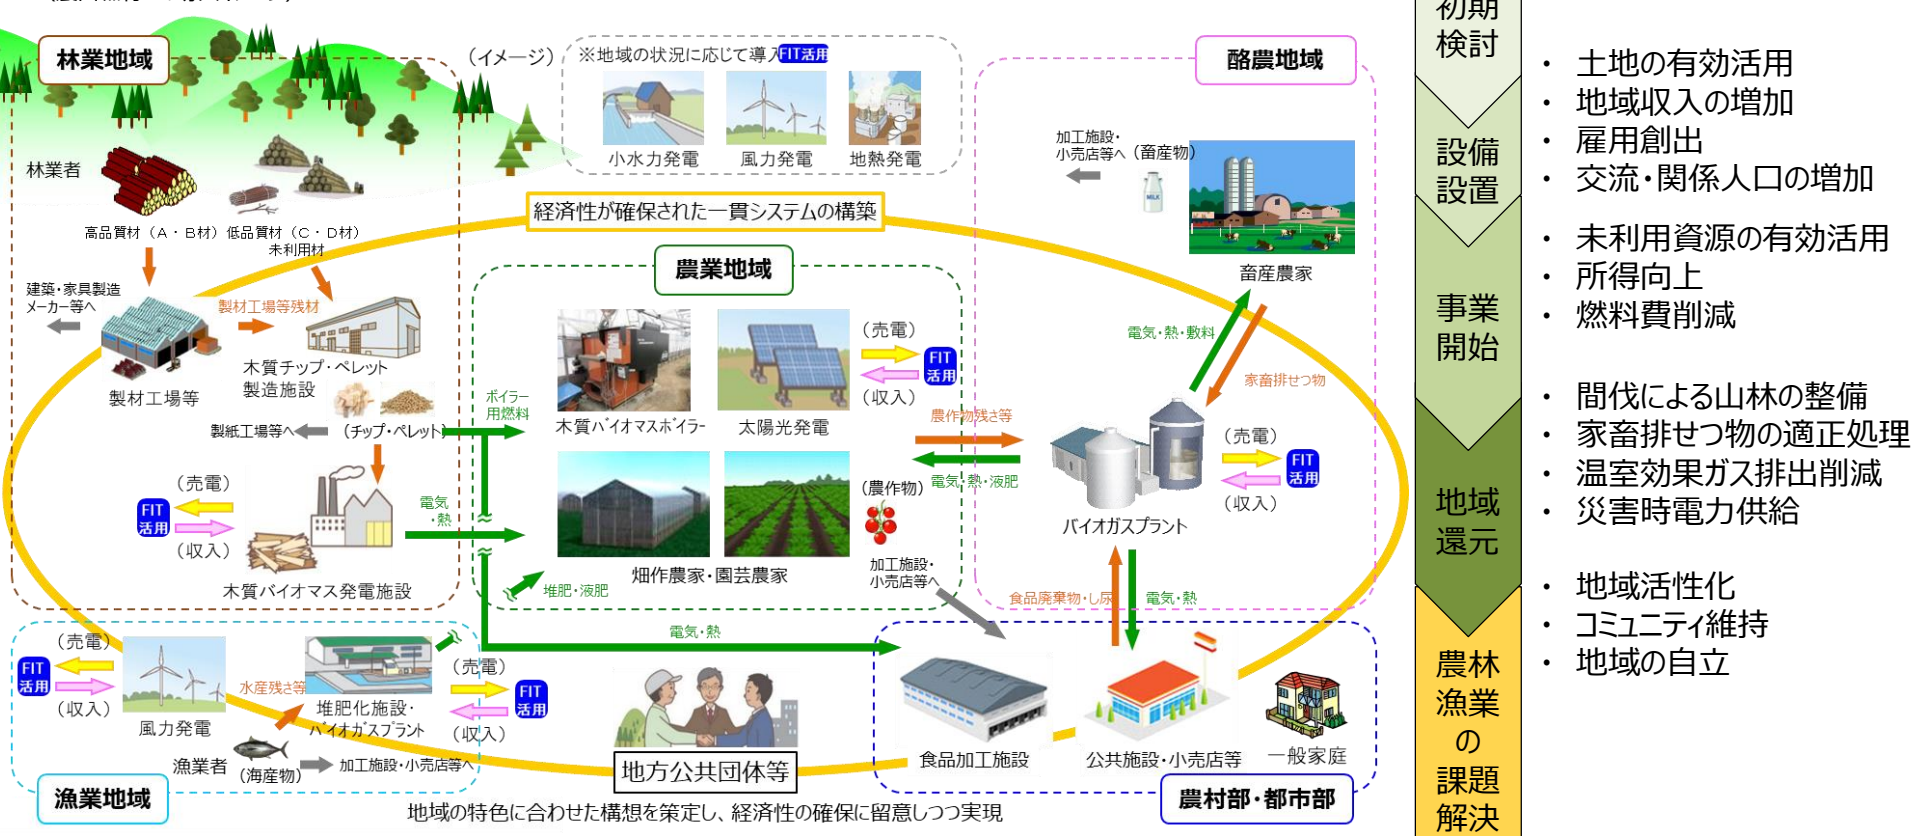 林業地域
(イメージ)
※地域の状況に応じて導入
FIT活用
小水力発電
風力発電
地熱発電
酪農地域
加工施設・
小売店等へ
(畜産物)
MILK
畜産農家
林業者
高品質材(A・B材)
低品質材(C・D材)
未利用材
経済性が確保された一貫システムの構築
建築・家具製造
メーカー等へ
製材工場等残材
製材工場等
木質チップ・ペレット
製造施設
製紙工場等へ
(チップ・ペレット)
(売電)
FIT
活用
(収入)
木質バイオマス発電施設
電気
・熱
ボイラー
用燃料
農業地域
木質バイオマスボイラー
太陽光発電
(売電)
FIT
活用
(収入)
畑作農家・園芸農家
(農作物)
加工施設・
小売店等へ
堆肥・液肥
農作物残さ等
電気・熱・液肥
電気・熱・敷料
家畜排せつ物
バイオガスプラント
(売電)
FIT
活用
(収入)
食品廃棄物・し尿
電気・熱
電気・熱
(売電)
FIT
活用
(収入)
風力発電
水産残さ等
堆肥化施設・
バイオガスプラント
(売電)
FIT
活用
(収入)
漁業者
(海産物)
加工施設・小売店等へ
漁業地域
地方公共団体等
食品加工施設
公共施設・小売店等
一般家庭
農村部・都市部
地域の特色に合わせた構想を策定し、経済性の確保に留意しつつ実現
初期
検討
設備
設置
事業
開始
地域
還元
農林
漁業
の
課題
解決
・ 土地の有効活用
・ 地域収入の増加
・ 雇用創出
・ 交流・関係人口の増加
・ 未利用資源の有効活用
・ 所得向上
・ 燃料費削減
・ 間伐による山林の整備
・ 家畜排せつ物の適正処理
・ 温室効果ガス排出削減
・ 災害時電力供給
・ 地域活性化
・ コミュニティ維持
・ 地域の自立